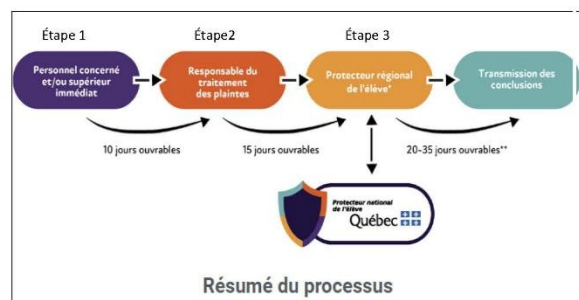 Étape 1
Étape2
Étape 3
Personnel concerné
et/ou supérieur
immédiat
Responsable du
traitement
des plaintes
Protecteur régional
de l'élève*
Transmission des
conclusions
10 jours ouvrables
15 jours ouvrables
20-35 jours ouvrables**
Protecteur national
de l'élève
Québec
Résumé du processus